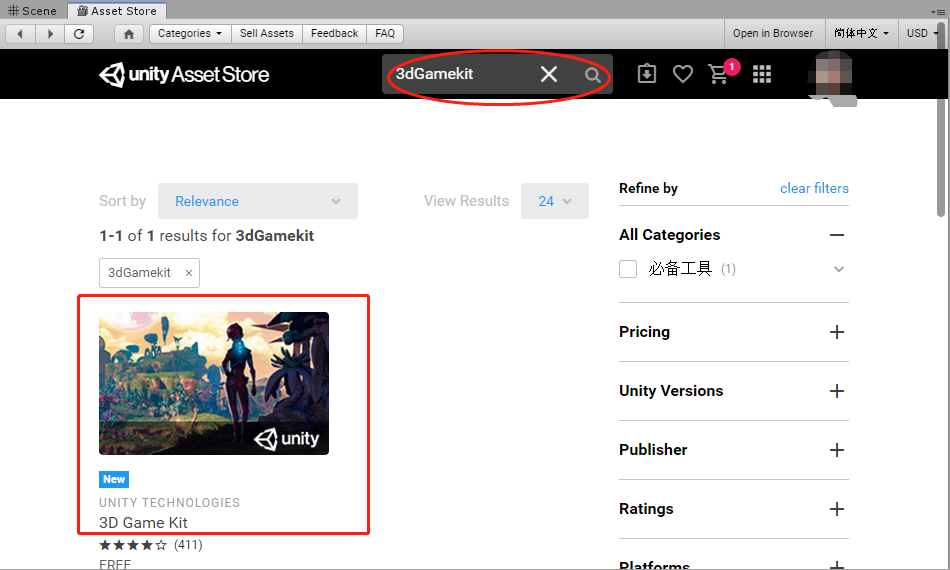 Scene Asset Store
Categories Sell Assets Feedback FAQ Open in Browser 简体中文 USD
unity Asset Store 3dGamekit 1
Sort by Relevance View Results 24
1-1 of 1 results for 3dGamekit
3dGamekit ×
unity
New
UNITY TECHNOLOGIES
3D Game Kit
(411)
FREE
Refine by clear filters
All Categories
必备工具 (1)
Pricing
Unity Versions
Publisher
Ratings
Platforms